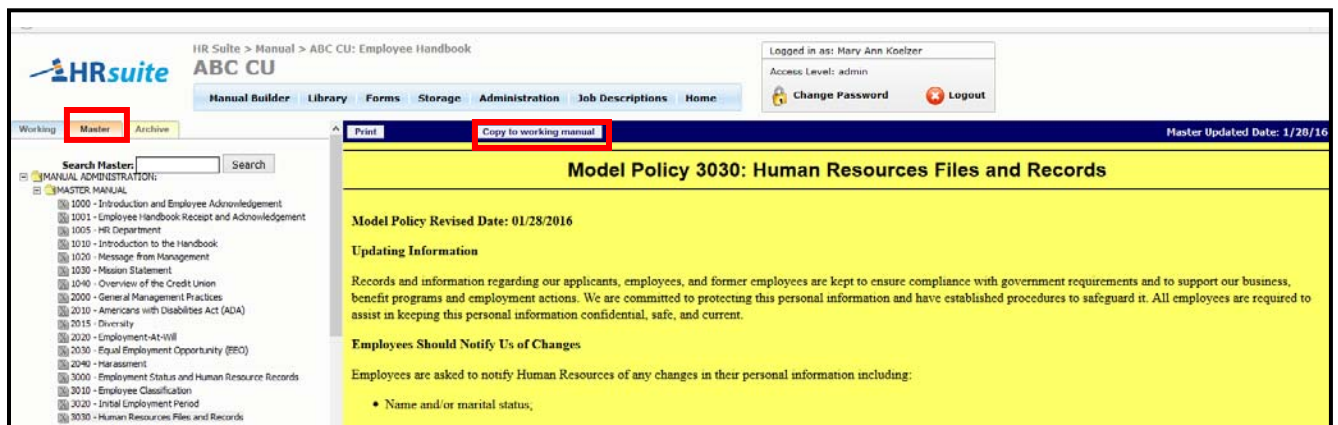 HRsuite
HR Suite > Manual > ABC CU: Employee Handbook
ABC CU
Manual Builder Library Forms Storage Administration Job Descriptions Home
Logged in as: Mary Ann Koelzer
Access Level: admin
Change Password Logout
Working Master Archive
Search Master: Search
MANUAL ADMINISTRATION:
MASTER MANUAL
1000 - Introduction and Employee Acknowledgement
1001 - Employee Handbook Receipt and Acknowledgement
1005 - HR Department
1010 - Introduction to the Handbook
1020 - Message from Management
1030 - Mission Statement
1040 - Overview of the Credit Union
2000 - General Management Practices
2010 - Americans with Disabilities Act (ADA)
2015 - Diversity
2020 - Employment-At-Will
2030 - Equal Employment Opportunity (EEO)
2040 - Harassment
3000 - Employment Status and Human Resource Records
3010 - Employee Classification
3020 - Initial Employment Period
3030 - Human Resources Files and Records
Print Copy to working manual Master Updated Date: 1/28/16
Model Policy 3030: Human Resources Files and Records
Model Policy Revised Date: 01/28/2016
Updating Information
Records and information regarding our applicants, employees, and former employees are kept to ensure compliance with government requirements and to support our business,
benefit programs and employment actions. We are committed to protecting this personal information and have established procedures to safeguard it. All employees are required to
assist in keeping this personal information confidential, safe, and current.
Employees Should Notify Us of Changes
Employees are asked to notify Human Resources of any changes in their personal information including:
• Name and/or marital status;